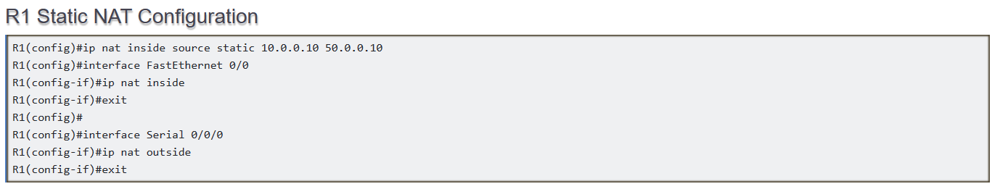 R1 Static NAT Configuration
R1(config)#ip nat inside source static 10.0.0.10 50.0.0.10
R1(config)#interface FastEthernet 0/0
R1(config-if)#ip nat inside
R1(config-if)#exit
R1(config)#
R1(config)#interface Serial 0/0/0
R1(config-if)#ip nat outside
R1(config-if)#exit